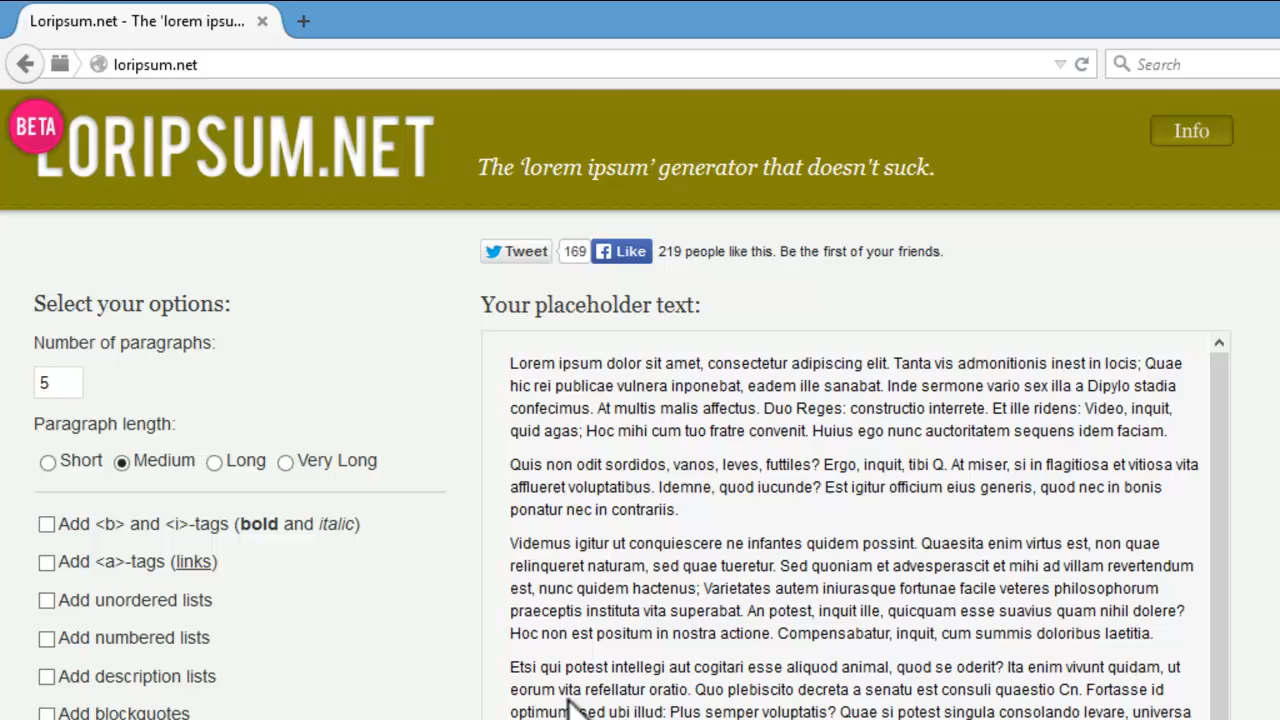 Loripsum.net - The 'lorem ipsu...
loripsum.net
Search
BETA
LORIPSUM.NET
The ‘lorem ipsum’ generator that doesn't suck.
Info
Tweet 169 Like 219 people like this. Be the first of your friends.
Select your options:
Number of paragraphs:
5
Paragraph length:
Short Medium Long Very Long
Add <b> and <i>-tags (bold and italic)
Add <a>-tags (links)
Add unordered lists
Add numbered lists
Add description lists
Add blockquotes
Your placeholder text:
Lorem ipsum dolor sit amet, consectetur adipiscing elit. Tanta vis admonitionis inest in locis; Quae
hic rei publicae vulnera inponebat, eadem ille sanabat. Inde sermone vario sex illa a Dipylo stadia
confecimus. At multis malis affectus. Duo Reges: constructio interrete. Et ille ridens: Video, inquit,
quid agas; Hoc mihi cum tuo fratre convenit. Huius ego nunc auctoritatem sequens idem faciam.
Quis non odit sordidos, vanos, leves, futtiles? Ergo, inquit, tibi Q. At miser, si in flagitiosa et vitiosa vita
afflueret voluptatibus. Idemne, quod iucunde? Est igitur officium eius generis, quod nec in bonis
ponatur nec in contrariis.
Videmus igitur ut conquiescere ne infantes quidem possint. Quaesita enim virtus est, non quae
relinqueret naturam, sed quae tueretur. Sed quoniam et advesperascit et mihi ad villam revertendum
est, nunc quidem hactenus; Varietates autem iniurasque fortunae facile veteres philosophorum
praeceptis instituta vita superabat. An potest, inquit ille, quicquam esse suavius quam nihil dolere?
Hoc non est positum in nostra actione. Compensabatur, inquit, cum summis doloribus laetitia.
Etsi qui potest intellegi aut cogitari esse aliquod animal, quod se oderit? Ita enim vivunt quidam, ut
eorum vita refellatur oratio. Quo plebiscito decreta a senatu est consuli quaestio Cn. Fortasse id
optimum, sed ubi illud: Plus semper voluptatis? Quae si potest singula consolando levare, universa